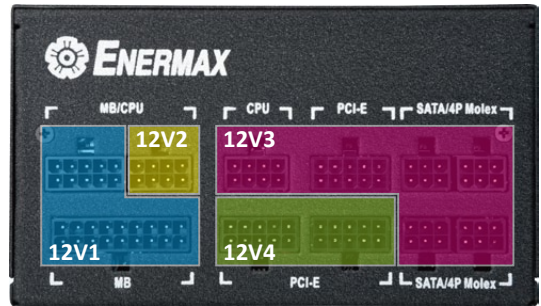 ENERMAX
MB/CPU CPU PCI-E SATA/4P Molex
12V2 12V3
12V1 12V4
MB PCI-E SATA/4P Molex